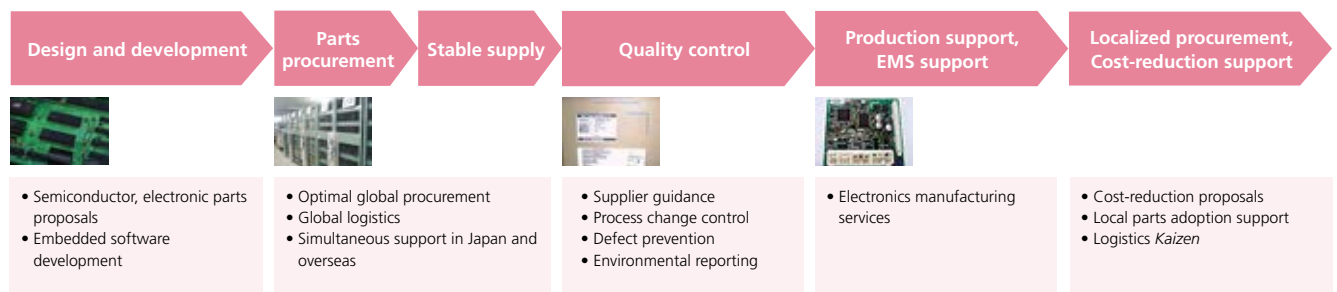 Design and development
Parts
procurement
Stable supply
Quality control
Production support,
EMS support
Localized procurement,
Cost-reduction support
• Semiconductor, electronic parts
proposals
• Embedded software
development
• Optimal global procurement
• Global logistics
• Simultaneous support in Japan and
overseas
• Supplier guidance
• Process change control
• Defect prevention
• Environmental reporting
• Electronics manufacturing
services
• Cost-reduction proposals
• Local parts adoption support
• Logistics Kaizen